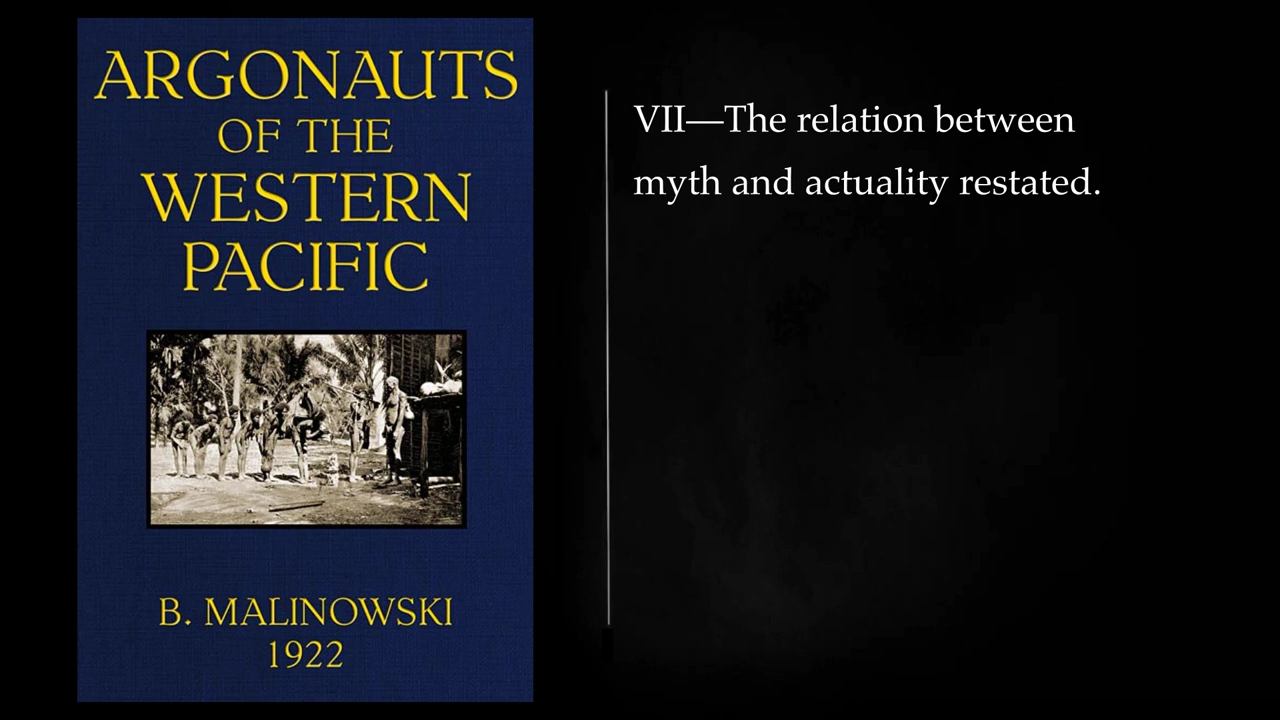 ARGONAUTS
OF THE
WESTERN
PACIFIC
B. MALINOWSKI
1922
VII—The relation between
myth and actuality restated.